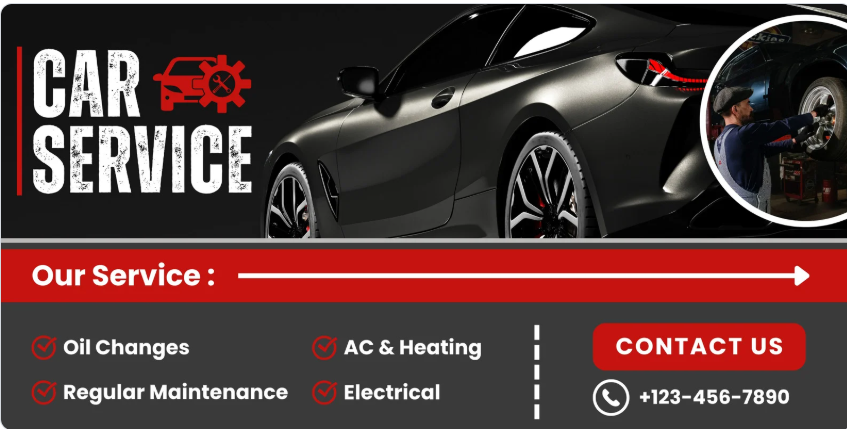 CAR
SERVICE
Our Service :
Oil Changes
AC & Heating
Regular Maintenance
Electrical
CONTACT US
+123-456-7890